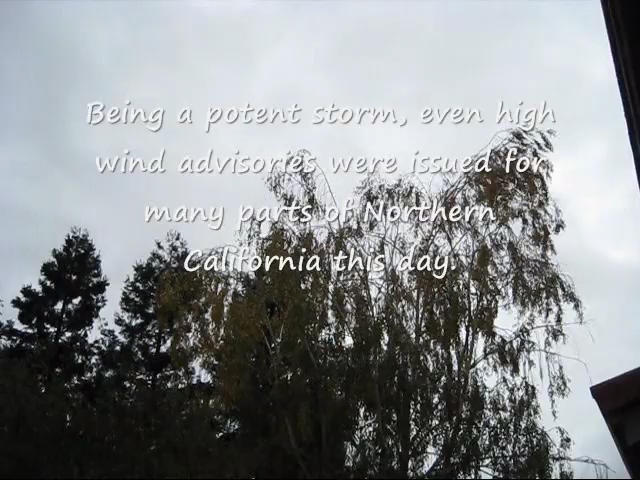 Being a potent storm, even high
wind advisories were issued for
many parts of Northern
California this day.